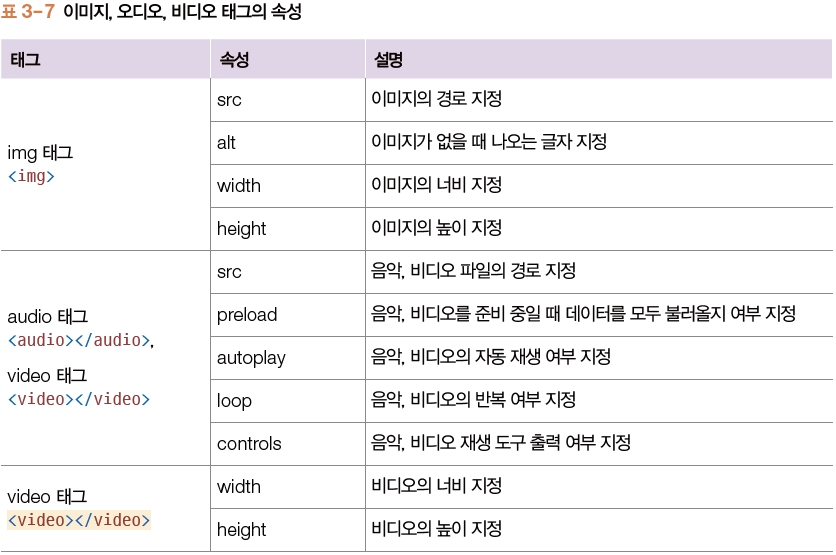 표 3-7 이미지, 오디오, 비디오 태그의 속성
태그 속성 설명
img 태그
<img>
src 이미지의 경로 지정
alt 이미지가 없을 때 나오는 글자 지정
width 이미지의 너비 지정
height 이미지의 높이 지정
audio 태그
<audio></audio>,
video 태그
<video></video>
src 음악, 비디오 파일의 경로 지정
preload 음악, 비디오를 준비 중일 때 데이터를 모두 불러올지 여부 지정
autoplay 음악, 비디오의 자동 재생 여부 지정
loop 음악, 비디오의 반복 여부 지정
controls 음악, 비디오 재생 도구 출력 여부 지정
video 태그
<video></video>
width 비디오의 너비 지정
height 비디오의 높이 지정